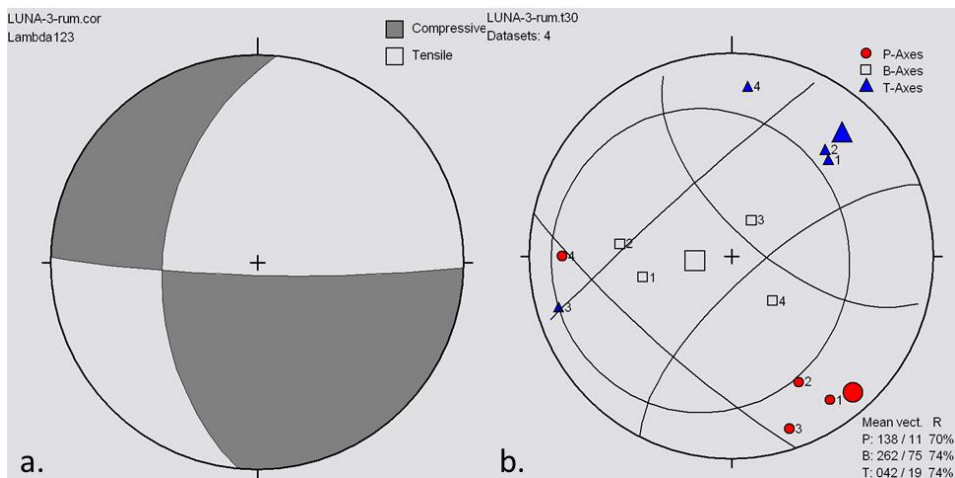 LUNA-3-rum.cor
Lambda123
Compressive
Tensile
a.
LUNA-3-rum.t30
Datasets: 4
P-Axes
B-Axes
T-Axes
4
2
1
3
2
4
1
3
4
2
1
3
Mean vect. R
P: 138 / 11 70%
B: 262 / 75 74%
T: 042 / 19 74%
b.